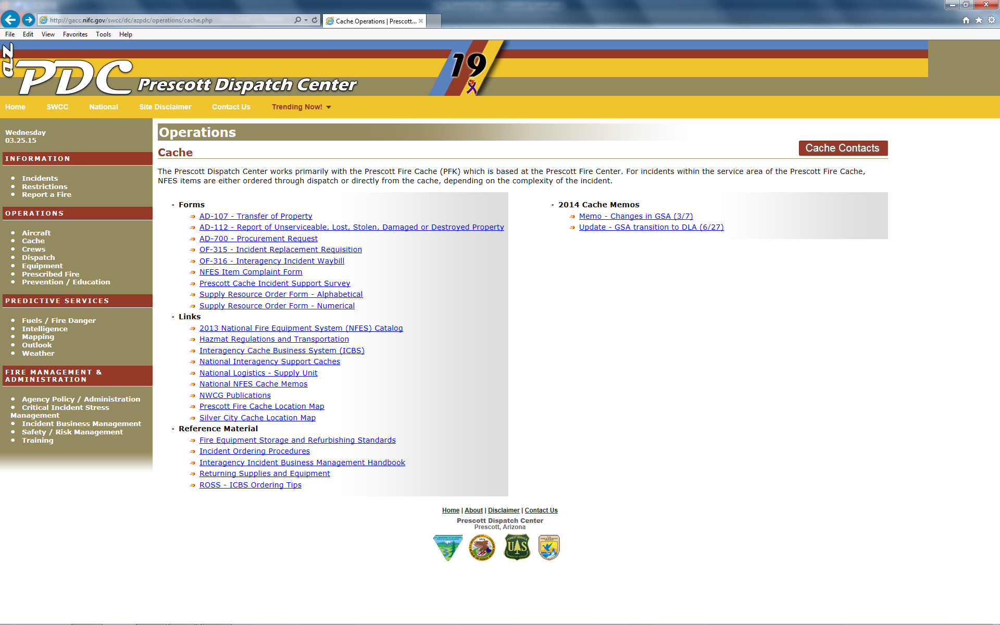 http://gacc.nifc.gov/swcc/dc/azpdc/operations/cache.php
Cache Operations | Prescott...
File Edit View Favorites Tools Help
az PDC Prescott Dispatch Center
19
Home SWCC National Site Disclaimer Contact Us Trending Now!
Wednesday
03.25.15
INFORMATION
Incidents
Restrictions
Report a Fire
OPERATIONS
Aircraft
Cache
Crews
Dispatch
Equipment
Prescribed Fire
Prevention / Education
PREDICTIVE SERVICES
Fuels / Fire Danger
Intelligence
Mapping
Outlook
Weather
FIRE MANAGEMENT &
ADMINISTRATION
Agency Policy / Administration
Critical Incident Stress
Management
Incident Business Management
Safety / Risk Management
Training
Operations
Cache
Cache Contacts
The Prescott Dispatch Center works primarily with the Prescott Fire Cache (PFK) which is based at the Prescott Fire Center. For incidents within the service area of the Prescott Fire Cache,
NFES items are either ordered through dispatch or directly from the cache, depending on the complexity of the incident.
Forms
AD-107 - Transfer of Property
AD-112 - Report of Unserviceable, Lost, Stolen, Damaged or Destroyed Property
AD-700 - Procurement Request
OF-315 - Incident Replacement Requisition
OF-316 - Interagency Incident Waybill
NFES Item Complaint Form
Prescott Cache Incident Support Survey
Supply Resource Order Form - Alphabetical
Supply Resource Order Form - Numerical
Links
2013 National Fire Equipment System (NFES) Catalog
Hazmat Regulations and Transportation
Interagency Cache Business System (ICBS)
National Interagency Support Caches
National Logistics - Supply Unit
National NFES Cache Memos
NWCG Publications
Prescott Fire Cache Location Map
Silver City Cache Location Map
Reference Material
Fire Equipment Storage and Refurbishing Standards
Incident Ordering Procedures
Interagency Incident Business Management Handbook
Returning Supplies and Equipment
ROSS - ICBS Ordering Tips
2014 Cache Memos
Memo - Changes in GSA (3/7)
Update - GSA transition to DLA (6/27)
Home | About | Disclaimer | Contact Us
Prescott Dispatch Center
Prescott, Arizona
FOREST SERVICE
UAS